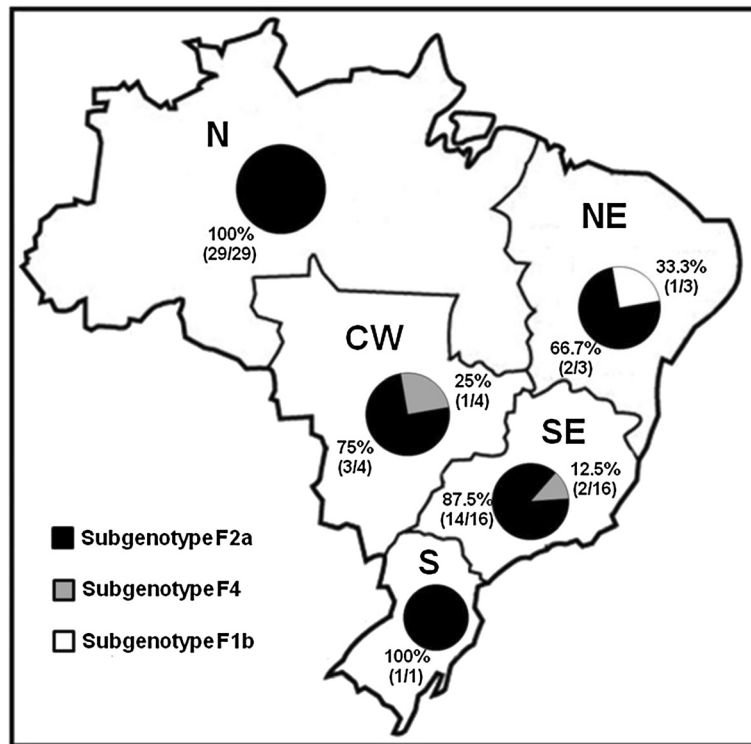 N
100%
(29/29)
NE
33.3%
(1/3)
66.7%
(2/3)
CW
25%
(1/4)
75%
(3/4)
SE
12.5%
(2/16)
87.5%
(14/16)
S
100%
(1/1)
Subgenotype F2a
Subgenotype F4
Subgenotype F1b